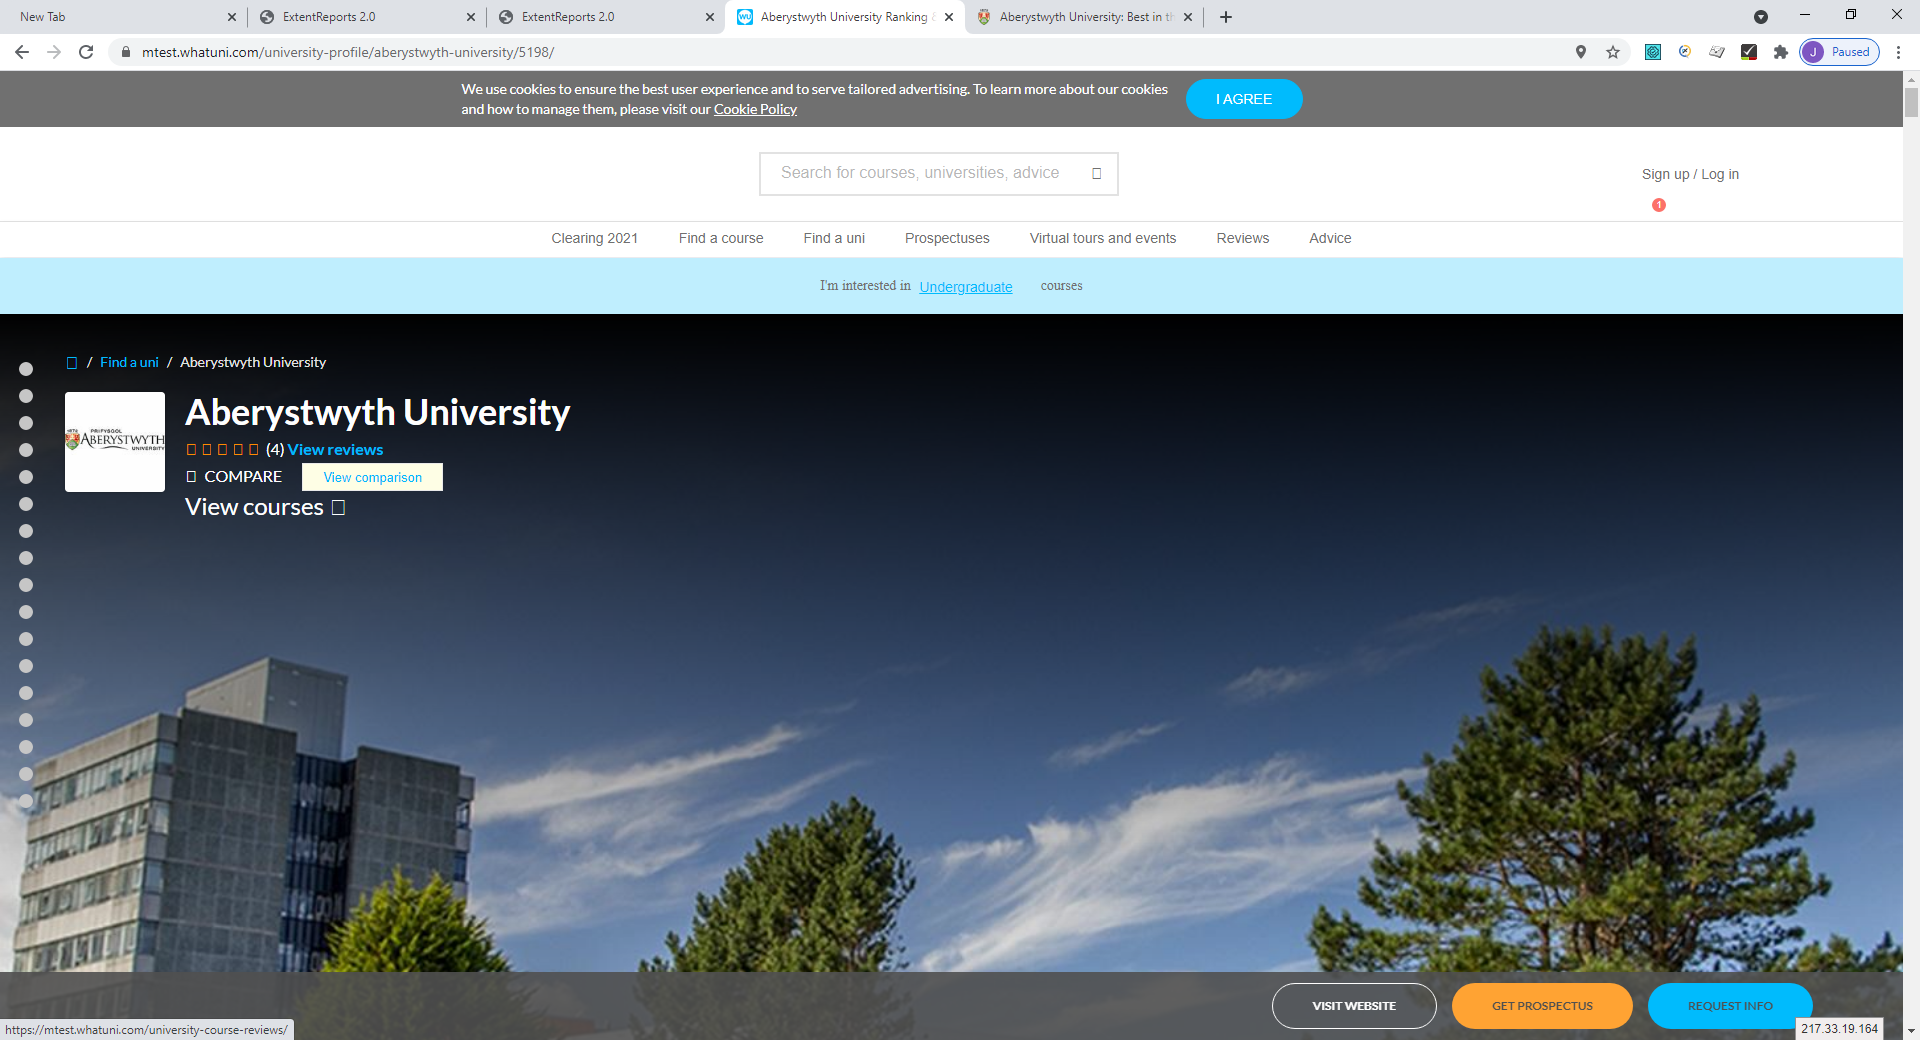 New Tab
ExtentReports 2.0
ExtentReports 2.0
Aberystwyth University Ranking
Aberystwyth University: Best in
mtest.whatuni.com/university-profile/aberystwyth-university/5198/
J Paused
We use cookies to ensure the best user experience and to serve tailored advertising. To learn more about our cookies
and how to manage them, please visit our Cookie Policy
I AGREE
Search for courses, universities, advice
Sign up / Log in
1
Clearing 2021 Find a course Find a uni Prospectuses Virtual tours and events Reviews Advice
I'm interested in Undergraduate courses
/ Find a uni / Aberystwyth University
PRIFYSGOL
ABERYSTWYTH
UNIVERSITY
Aberystwyth University
(4) View reviews
COMPARE View comparison
View courses
VISIT WEBSITE GET PROSPECTUS REQUEST INFO
https://mtest.whatuni.com/university-course-reviews/
217.33.19.164